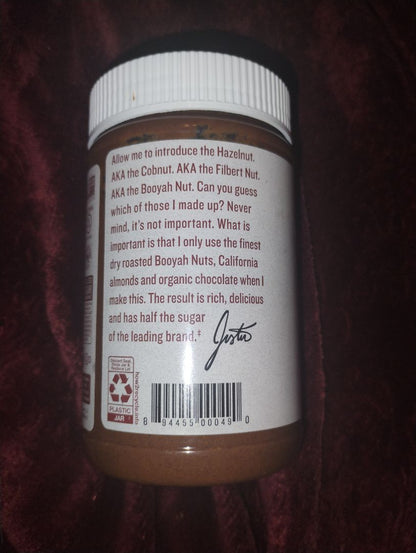 Allow me to introduce the Hazelnut.
AKA the Cobnut. AKA the Filbert Nut.
AKA the Booyah Nut. Can you guess
which of those I made up? Never
mind, it's not important. What is
important is that I only use the finest
dry roasted Booyah Nuts, California
almonds and organic chocolate when I
make this. The result is rich, delicious
and has half the sugar
of the leading brand.‡
Justin
how2recycle.info
PLASTIC
JAR
8 94455 00049 0